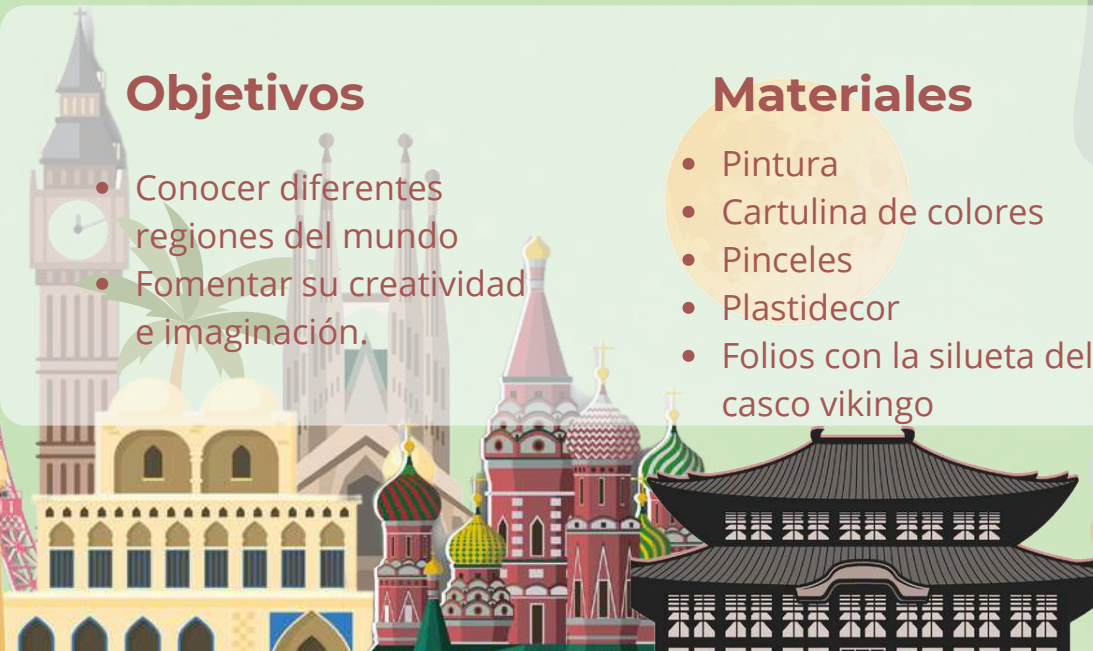 Objetivos
• Conocer diferentes
regiones del mundo
• Fomentar su creatividad
e imaginación.
Materiales
• Pintura
• Cartulina de colores
• Pinceles
• Plastidecor
• Folios con la silueta del
casco vikingo